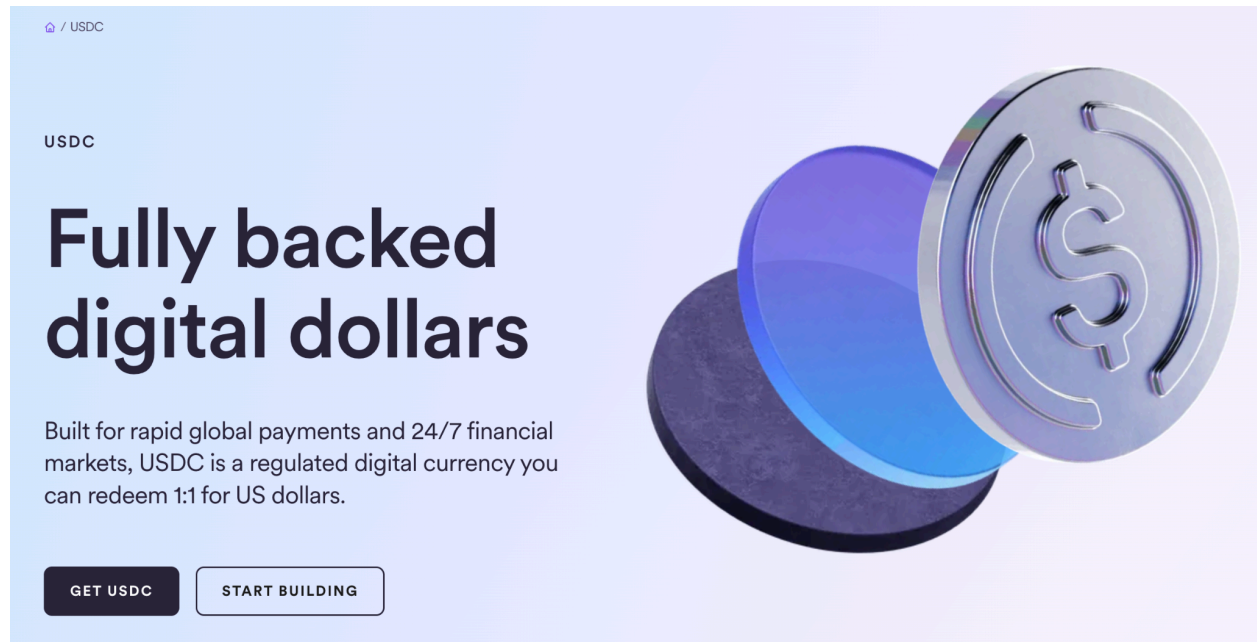 / USDC
USDC
Fully backed
digital dollars
Built for rapid global payments and 24/7 financial
markets, USDC is a regulated digital currency you
can redeem 1:1 for US dollars.
GET USDC
START BUILDING
$